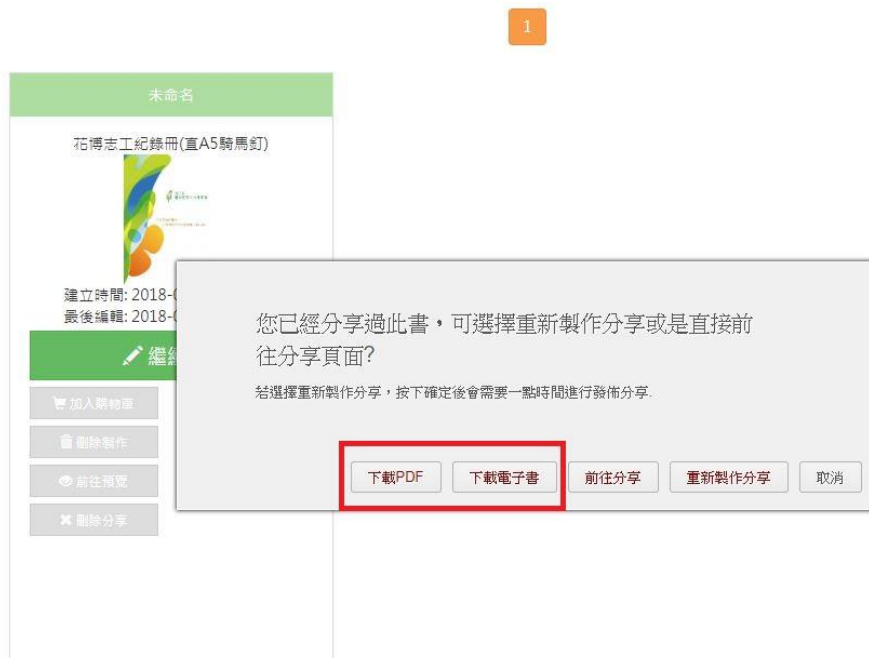 1
未命名
花博志工紀錄冊(直A5騎馬釘)
建立時間: 2018-
最後編輯: 2018-
繼
加入購物車
刪除製作
前往預覽
刪除分享
您已經分享過此書，可選擇重新製作分享或是直接前
往分享頁面?
若選擇重新製作分享，按下確定後會需要一點時間進行發佈分享.
下載PDF 下載電子書 前往分享 重新製作分享 取消